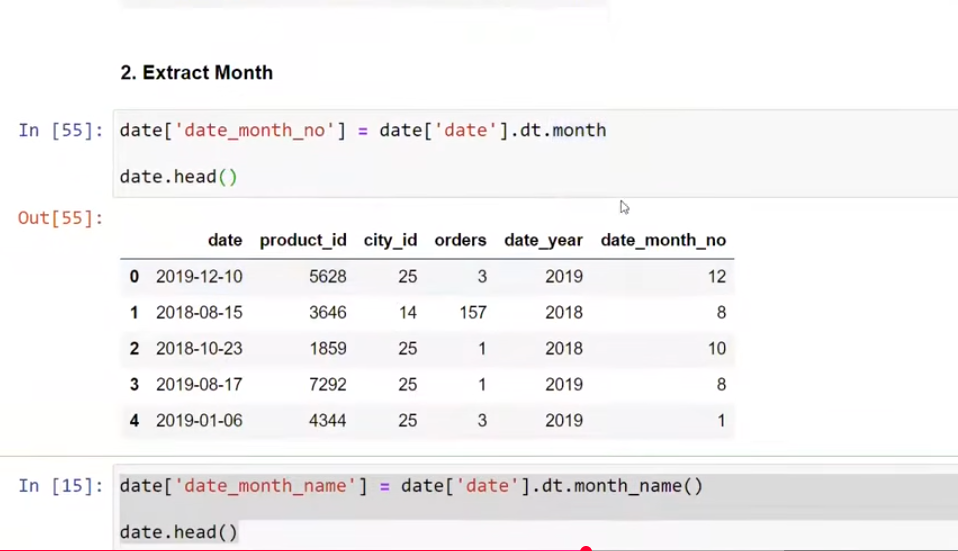 2. Extract Month
In [55]: date['date_month_no'] = date['date'].dt.month
date.head()
Out[55]:
date product_id city_id orders date_year date_month_no
0 2019-12-10 5628 25 3 2019 12
1 2018-08-15 3646 14 157 2018 8
2 2018-10-23 1859 25 1 2018 10
3 2019-08-17 7292 25 1 2019 8
4 2019-01-06 4344 25 3 2019 1
In [15]: date['date_month_name'] = date['date'].dt.month_name()
date.head()